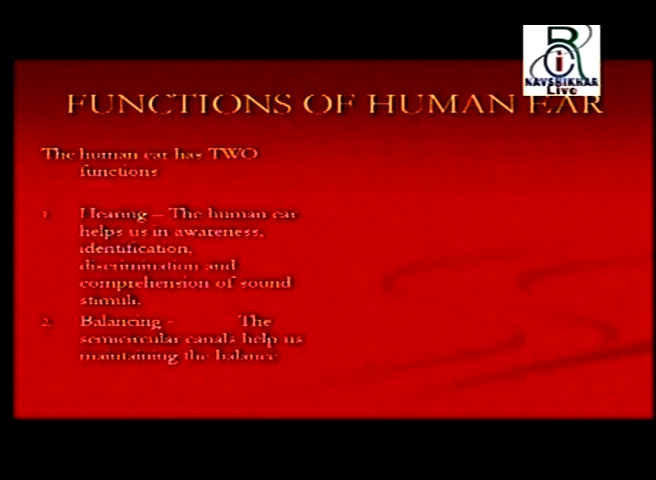 R
ci
NAVSHIKHAR
Live
FUNCTIONS OF HUMAN EAR
The human ear has TWO
functions
1. Hearing – The human ear
helps us in awareness,
identification,
discrimination and
comprehension of sound
stimuli.
2. Balancing - The
semicircular canals help us
maintaining the balance